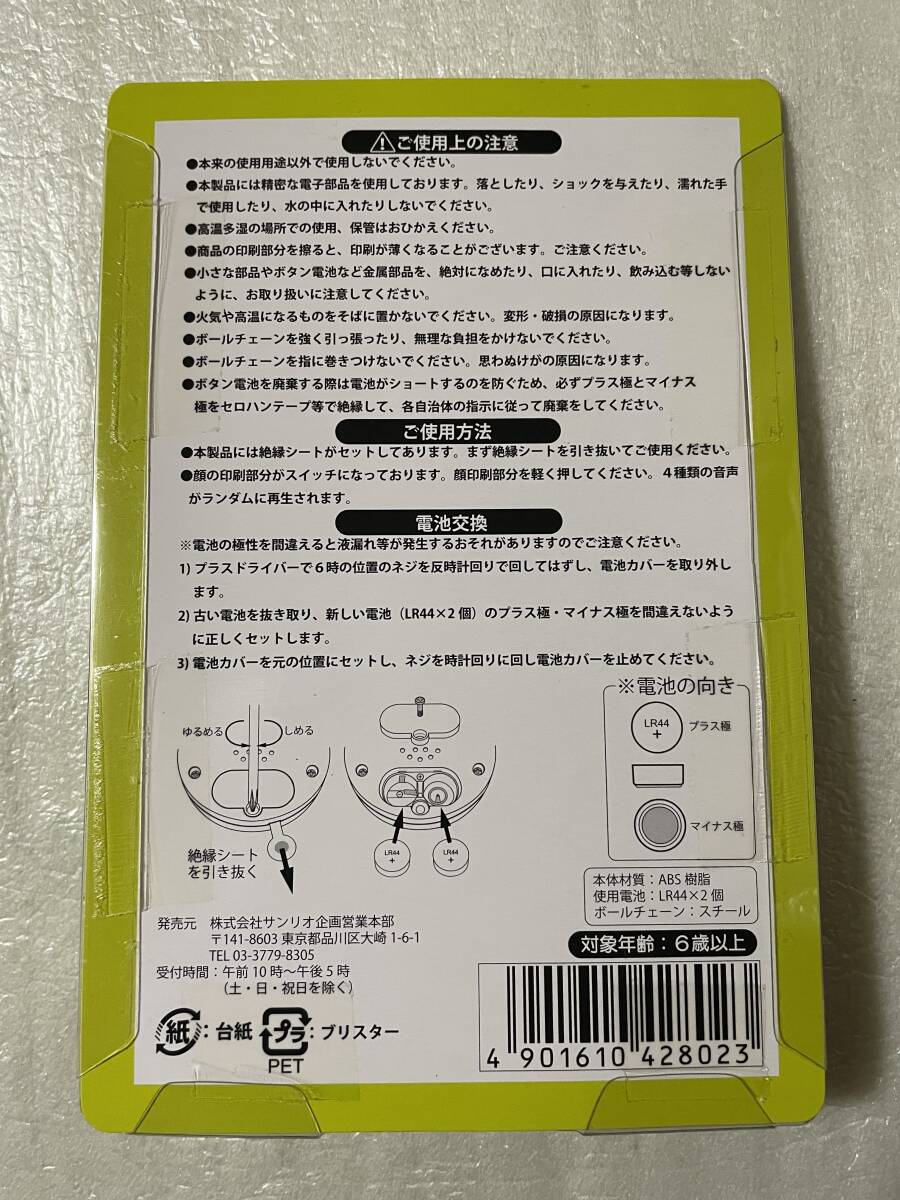 ⚠ご使用上の注意
●本来の使用用途以外で使用しないでください。
●本製品には精密な電子部品を使用しております。落としたり、ショックを与えたり、濡れた手
で使用したり、水の中に入れたりしないでください。
●高温多湿の場所での使用、保管はおひかえください。
●商品の印刷部分を擦ると、印刷が薄くなることがございます。ご注意ください。
●小さな部品やボタン電池など金属部品を、絶対になめたり、口に入れたり、飲み込む等しない
ように、お取り扱いに注意してください。
●火気や高温になるものをそばに置かないでください。変形・破損の原因になります。
●ボールチェーンを強く引っ張ったり、無理な負担をかけないでください。
●ボールチェーンを指に巻きつけないでください。思わぬけがの原因になります。
●ボタン電池を廃棄する際は電池がショートするのを防ぐため、必ずプラス極とマイナス
極をセロハンテープ等で絶縁して、各自治体の指示に従って廃棄をしてください。
ご使用方法
●本製品には絶縁シートがセットしてあります。まず絶縁シートを引き抜いてご使用ください。
●顔の印刷部分がスイッチになっております。顔印刷部分を軽く押してください。４種類の音声
がランダムに再生されます。
電池交換
※電池の極性を間違えると液漏れ等が発生するおそれがありますのでご注意ください。
1) プラスドライバーで６時の位置のネジを反時計回りで回してはずし、電池カバーを取り外し
ます。
2) 古い電池を抜き取り、新しい電池（LR44×2個）のプラス極・マイナス極を間違えないよう
に正しくセットします。
3) 電池カバーを元の位置にセットし、ネジを時計回りに回し電池カバーを止めてください。
ゆるめる しめる
絶縁シート
を引き抜く
LR44
+
LR44
+
※電池の向き
LR44
+
プラス極
マイナス極
本体材質：ABS 樹脂
使用電池：LR44×2個
ボールチェーン：スチール
発売元 株式会社サンリオ企画営業本部
〒141-8603 東京都品川区大崎 1-6-1
TEL 03-3779-8305
受付時間：午前10時～午後5時
（土・日・祝日を除く）
対象年齢：６歳以上
紙：台紙 プラ：ブリスター
PET
4 901610 428023